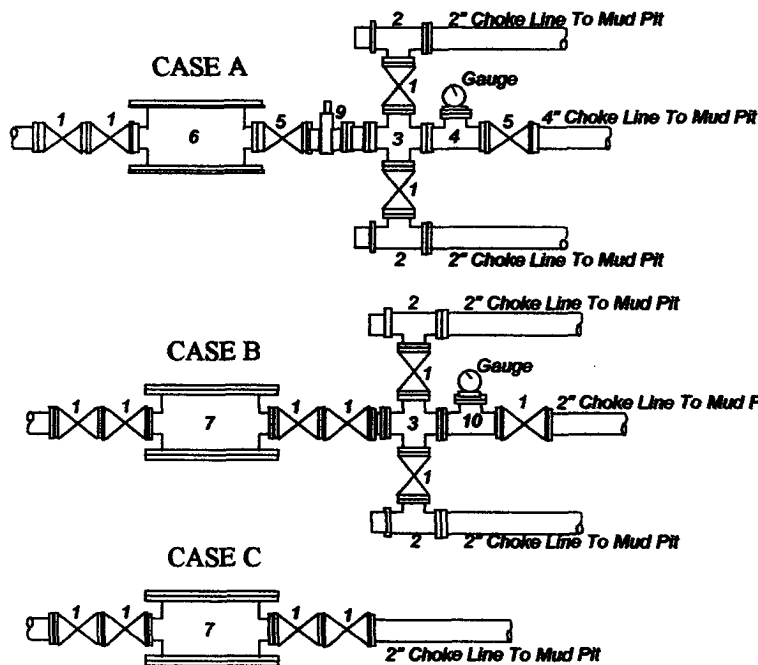 2 2" Choke Line To Mud Pit
CASE A
1
Gauge
1 1 6 5 9 3 4 5 4" Choke Line To Mud Pit
1
2 2" Choke Line To Mud Pit
2 2" Choke Line To Mud Pit
CASE B
1
Gauge
1 1 7 1 1 3 10 1 2" Choke Line To Mud P
1
2 2" Choke Line To Mud Pit
CASE C
1 1 7 1 1
2" Choke Line To Mud Pit